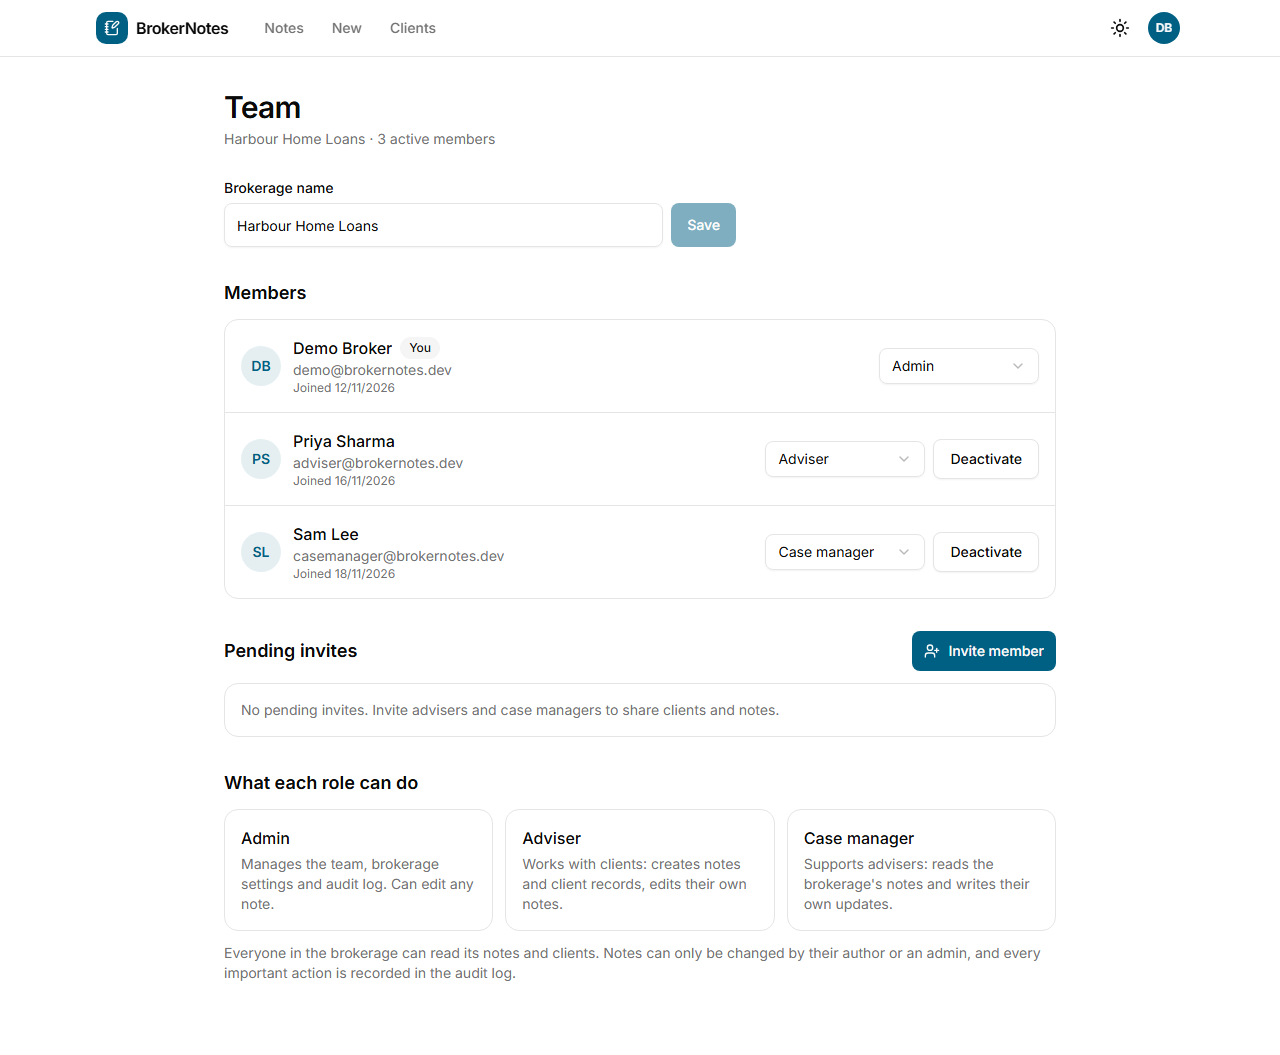 BrokerNotes
Notes
New
Clients
DB
Team
Harbour Home Loans · 3 active members
Brokerage name
Harbour Home Loans
Save
Members
DB
Demo Broker
You
demo@brokernotes.dev
Joined 12/11/2026
Admin
PS
Priya Sharma
adviser@brokernotes.dev
Joined 16/11/2026
Adviser
Deactivate
SL
Sam Lee
casemanager@brokernotes.dev
Joined 18/11/2026
Case manager
Deactivate
Pending invites
Invite member
No pending invites. Invite advisers and case managers to share clients and notes.
What each role can do
Admin
Manages the team, brokerage
settings and audit log. Can edit any
note.
Adviser
Works with clients: creates notes
and client records, edits their own
notes.
Case manager
Supports advisers: reads the
brokerage's notes and writes their
own updates.
Everyone in the brokerage can read its notes and clients. Notes can only be changed by their author or an admin, and every
important action is recorded in the audit log.